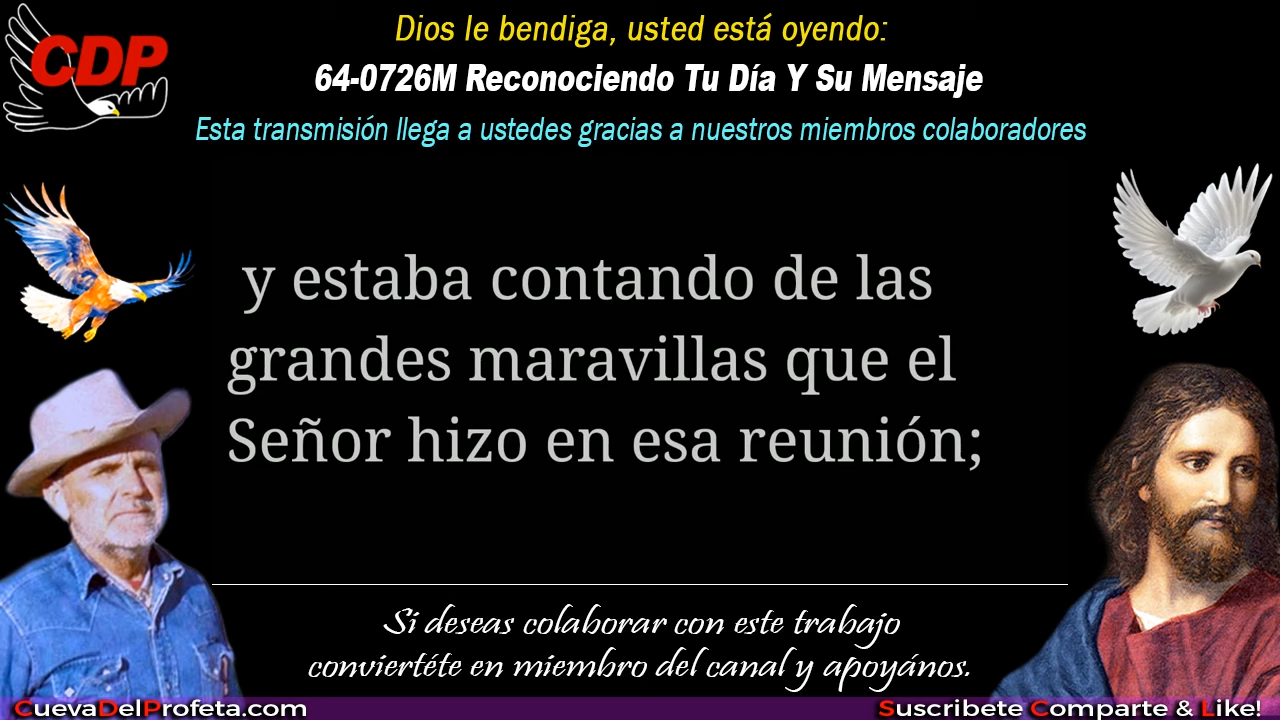 CDP
Dios le bendiga, usted está oyendo:
64-0726M Reconociendo Tu Día Y Su Mensaje
Esta transmisión llega a ustedes gracias a nuestros miembros colaboradores
y estaba contando de las
grandes maravillas que el
Señor hizo en esa reunión;
Si deseas colaborar con este trabajo
conviertéte en miembro del canal y apoyános.
CuevaDelProfeta.com
Suscribete Comparte & Like!